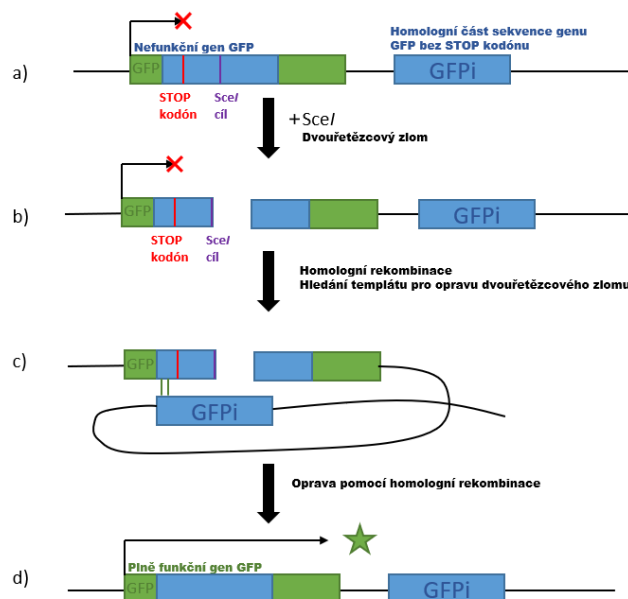 Nefunkční gen GFP
Homologní část sekvence genu
GFP bez STOP kodónu
a)
GFP
GFPi
STOP
kodón
SceI
cíl
+SceI
Dvouřetězcový zlom
b)
GFP
GFPi
STOP
kodón
SceI
cíl
Homologní rekombinace
Hledání templátu pro opravu dvouřetězcového zlomu
c)
GFP
GFPi
Oprava pomocí homologní rekombinace
Plně funkční gen GFP
d)
GFP
GFPi